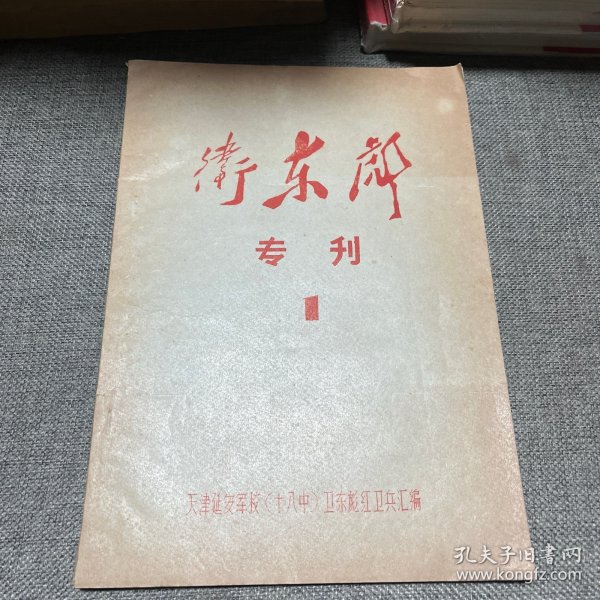 衛东彪
专刊
1
天津延安军校(十八中)卫东彪红卫兵汇编
孔夫子旧书网
www.kongfz.com